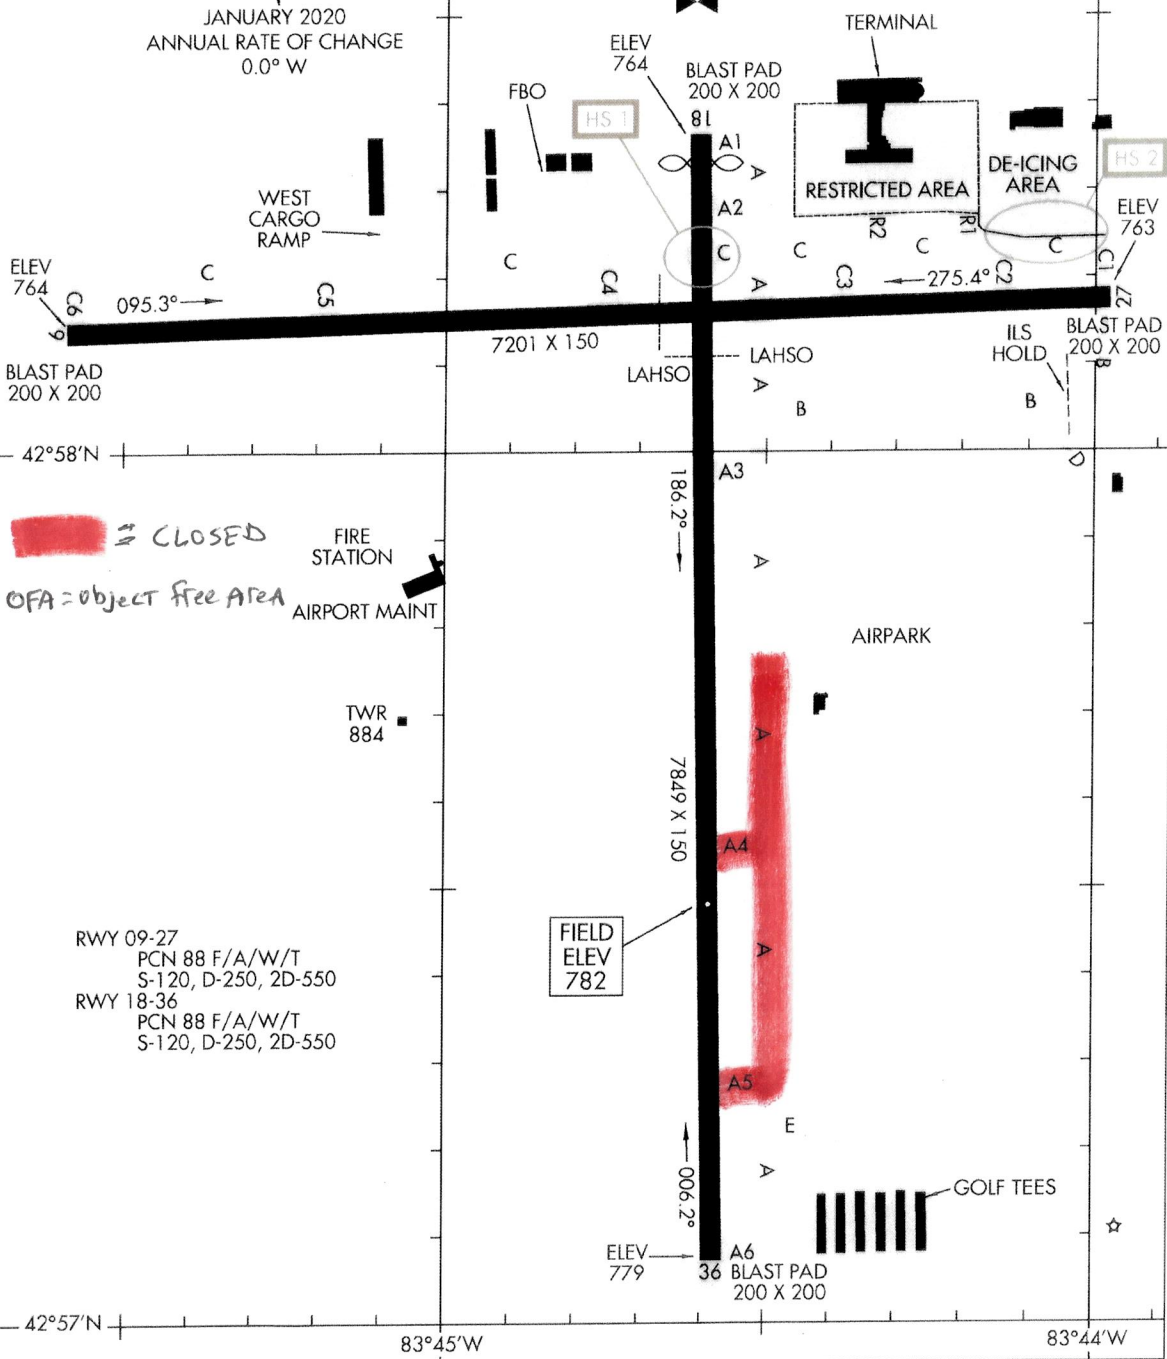 JANUARY 2020
ANNUAL RATE OF CHANGE
0.0° W
ELEV
764
BLAST PAD
200 X 200
TERMINAL
FBO
HS 1
18
A1
A
A2
RESTRICTED AREA
DE-ICING
AREA
HS 2
WEST
CARGO
RAMP
R2
R1
ELEV
763
C
C
C
C
C
C
C1
ELEV
764
C6
095.3°
C5
C4
A
C3
275.4°
C2
27
9
7201 X 150
ILS
HOLD
BLAST PAD
200 X 200
BLAST PAD
200 X 200
LAHSO
LAHSO
B
A
B
B
42°58'N
D
186.2°
A3
= CLOSED
FIRE
STATION
A
OFA = Object free Area
AIRPORT MAINT
AIRPARK
TWR
884
A
7849 X 150
A4
FIELD
ELEV
782
A
RWY 09-27
PCN 88 F/A/W/T
S-120, D-250, 2D-550
RWY 18-36
PCN 88 F/A/W/T
S-120, D-250, 2D-550
A5
E
006.2°
A
GOLF TEES
ELEV
779
A6
36
BLAST PAD
200 X 200
42°57'N
83°45'W
83°44'W